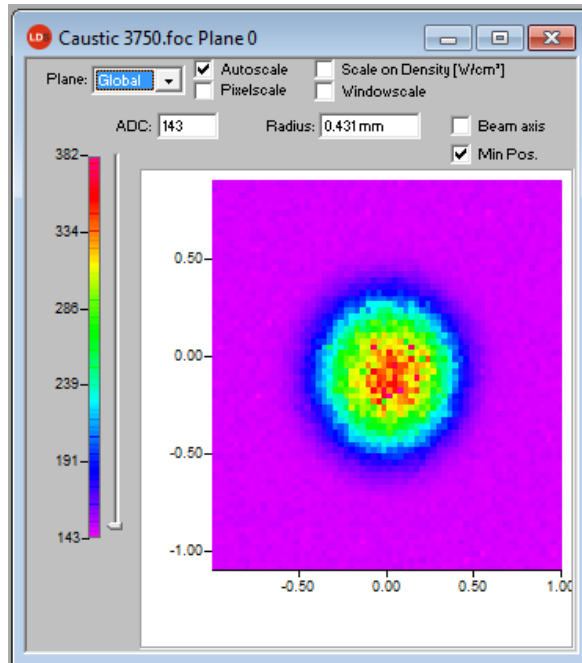 LDS Caustic 3750.foc Plane 0
Plane: Global Autoscale Scale on Density [W/cm³]
Pixelscale Windowscale
ADC: 143 Radius: 0.431 mm Beam axis
Min Pos.
382
334
286
239
191
143
0.50
0.00
-0.50
-1.00
-0.50 0.00 0.50 1.00